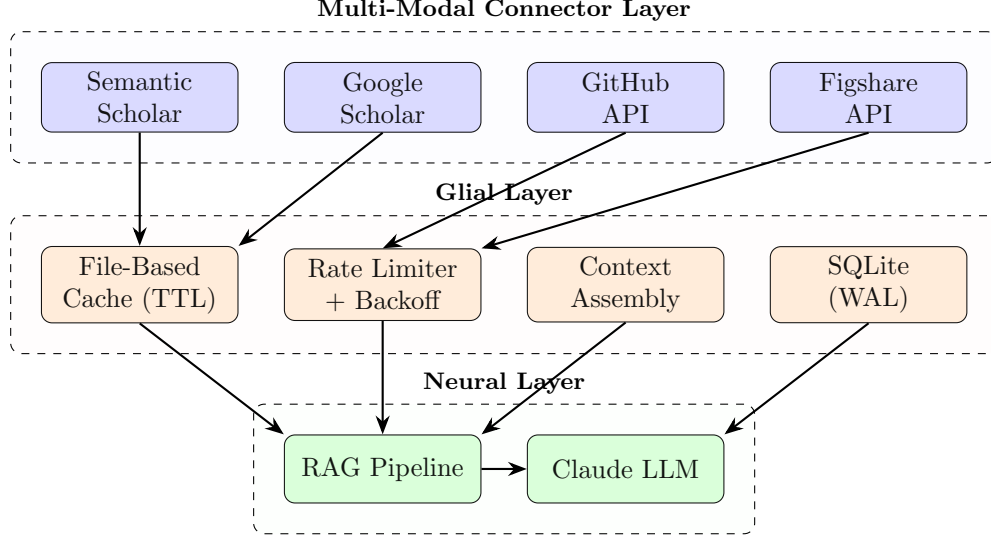 Multi-Modal Connector Layer
Semantic
Scholar
Google
Scholar
GitHub
API
Figshare
API
Glial Layer
File-Based
Cache (TTL)
Rate Limiter
+ Backoff
Context
Assembly
SQLite
(WAL)
Neural Layer
RAG Pipeline
Claude LLM